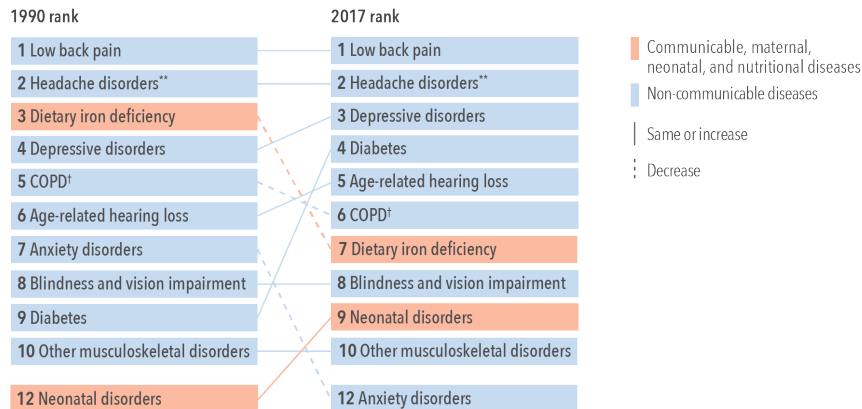 1990 rank
1 Low back pain
2 Headache disorders**
3 Dietary iron deficiency
4 Depressive disorders
5 COPD†
6 Age-related hearing loss
7 Anxiety disorders
8 Blindness and vision impairment
9 Diabetes
10 Other musculoskeletal disorders
12 Neonatal disorders
2017 rank
1 Low back pain
2 Headache disorders**
3 Depressive disorders
4 Diabetes
5 Age-related hearing loss
6 COPD†
7 Dietary iron deficiency
8 Blindness and vision impairment
9 Neonatal disorders
10 Other musculoskeletal disorders
12 Anxiety disorders
Communicable, maternal,
neonatal, and nutritional diseases
Non-communicable diseases
Same or increase
Decrease